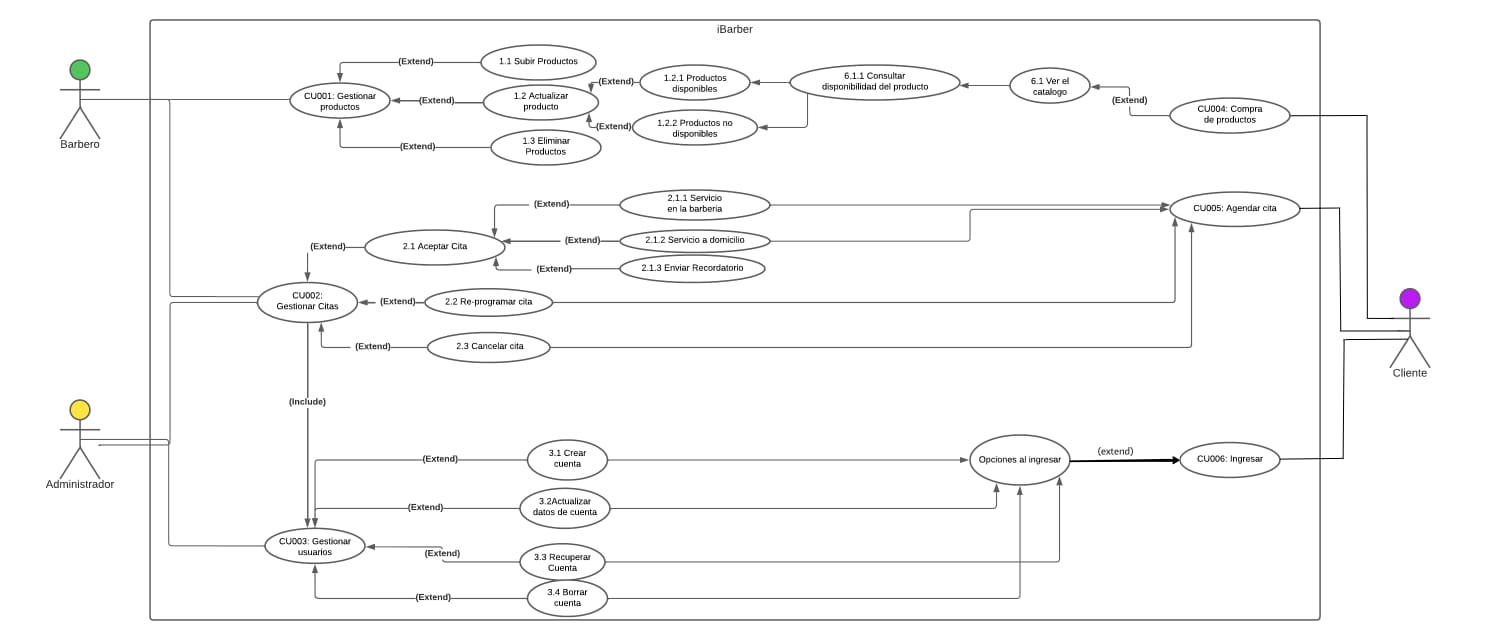 iBarber
Barbero
CU001: Gestionar
productos
(Extend)
1.1 Subir Productos
(Extend)
1.2 Actualizar
producto
(Extend)
1.3 Eliminar
Productos
(Extend)
1.2.1 Productos
disponibles
(Extend)
1.2.2 Productos no
disponibles
6.1.1 Consultar
disponibilidad del producto
6.1 Ver el
catalogo
(Extend)
CU004: Compra
de productos
(Extend)
2.1 Aceptar Cita
(Extend)
2.1.1 Servicio
en la barberia
(Extend)
2.1.2 Servicio a domicilio
(Extend)
2.1.3 Enviar Recordatorio
CU005: Agendar cita
CU002:
Gestionar Citas
(Extend)
2.2 Re-programar cita
(Extend)
2.3 Cancelar cita
Cliente
(Include)
Administrador
(Extend)
3.1 Crear
cuenta
Opciones al ingresar
(extend)
CU006: Ingresar
(Extend)
3.2Actualizar
datos de cuenta
CU003: Gestionar
usuarios
(Extend)
3.3 Recuperar
Cuenta
(Extend)
3.4 Borrar
cuenta